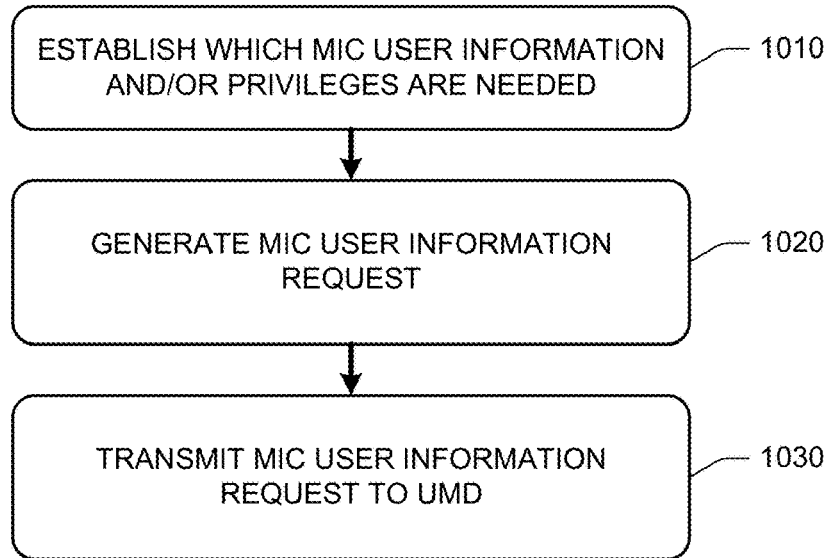 ESTABLISH WHICH MIC USER INFORMATION
AND/OR PRIVILEGES ARE NEEDED
1010
GENERATE MIC USER INFORMATION
REQUEST
1020
TRANSMIT MIC USER INFORMATION
REQUEST TO UMD
1030